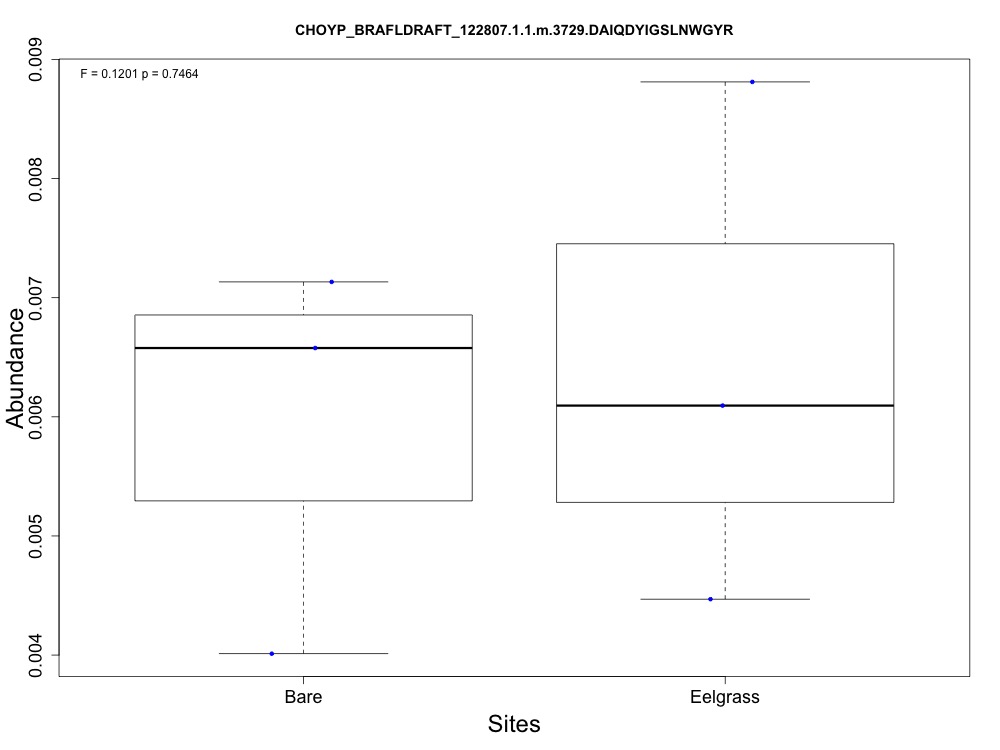 CHOYP_BRAFLDRAFT_122807.1.1.m.3729.DAIQDYIGSLNWGYR
F = 0.1201 p = 0.7464
0.009
0.008
0.007
0.006
0.005
0.004
Abundance
Bare
Eelgrass
Sites